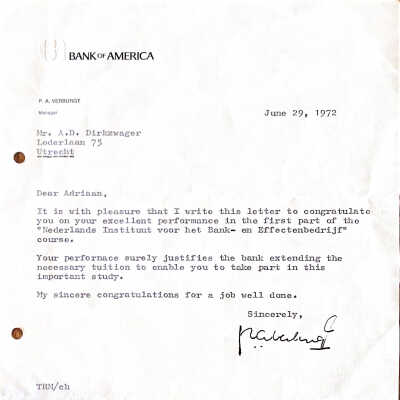 BANK OF AMERICA
P. A. VERBURGT
Manager
June 29, 1972
Mr. A.D. Dirkzwager
Loderlaan 75
Utrecht
Dear Adriaan,
It is with pleasure that I write this letter to congratulate
you on your excellent performance in the first part of the
"Nederlands Instituut voor het Bank- en Effectenbedrijf"
course.
Your perfornace surely justifies the bank extending the
necessary tuition to enable you to take part in this
important study.
My sincere congratulations for a job well done.
Sincerely,
TRM/eh